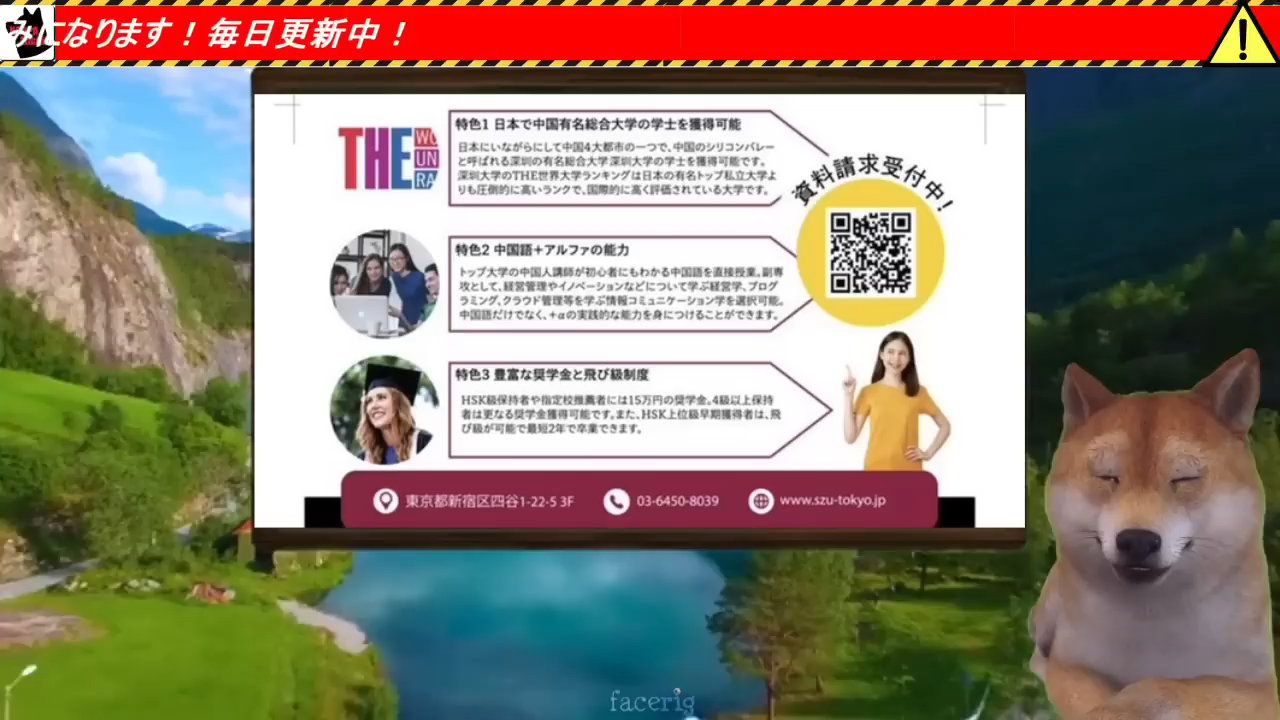 みになります！毎日更新中！
THE
WO
UN
RA
特色1 日本で中国有名総合大学の学士を獲得可能
日本にいながらにして中国4大都市の一つで、中国のシリコンバレー
と呼ばれる深圳の有名総合大学深圳大学の学士を獲得可能です。
深圳大学のTHE世界大学ランキングは日本の有名トップ私立大学よ
りも圧倒的に高いランクで、国際的に高く評価されている大学です。
資料請求受付中!
特色2 中国語+アルファの能力
トップ大学の中国人講師が初心者にもわかる中国語を直接授業。副専
攻として、経営管理やイノベーションなどについて学ぶ経営学、プログ
ラミング、クラウド管理等を学ぶ情報コミュニケーション学を選択可能。
中国語だけでなく、+αの実践的な能力を身につけることができます。
特色3 豊富な奨学金と飛び級制度
HSK級保持者や指定校推薦者には15万円の奨学金。4級以上保持
者は更なる奨学金獲得可能です。また、HSK上位級早期獲得者は、飛
び級が可能で最短2年で卒業できます。
東京都新宿区四谷1-22-5 3F
03-6450-8039
www.szu-tokyo.jp
facerig